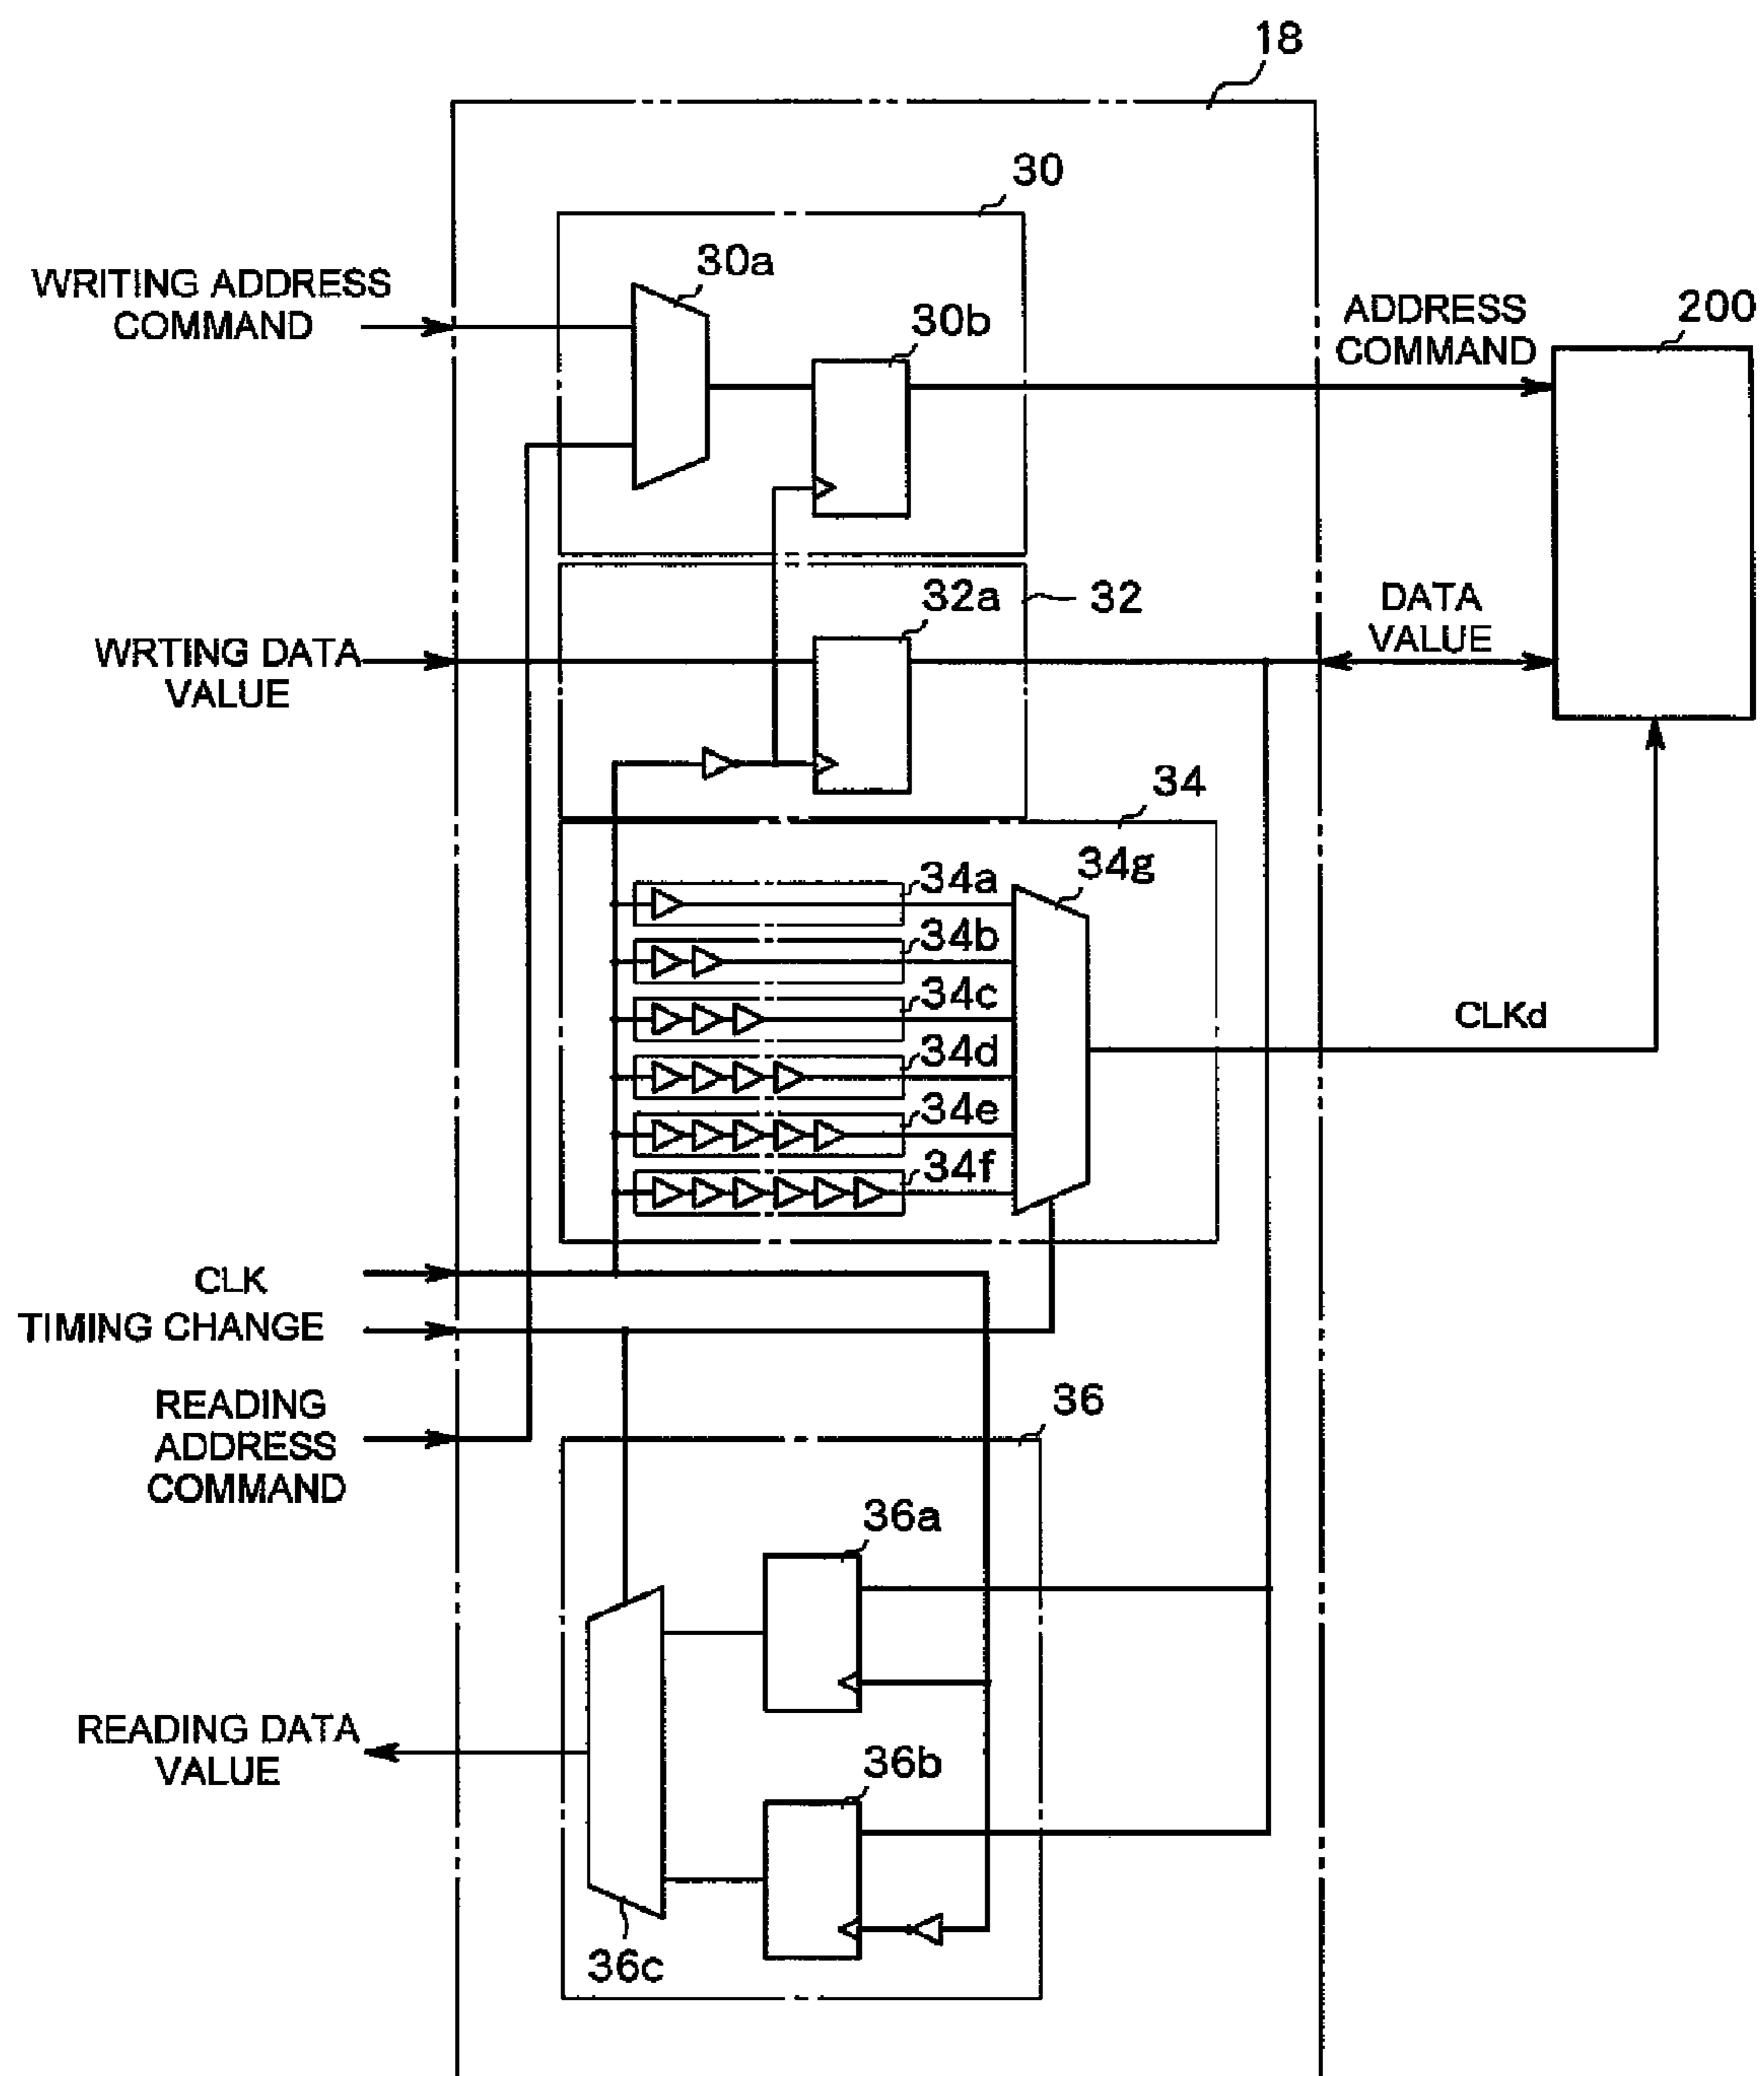 18
30
WRITING ADDRESS
COMMAND
30a
30b
ADDRESS
COMMAND
200
WRTING DATA
VALUE
32a
32
DATA
VALUE
34
34a
34g
34b
34c
34d
34e
34f
CLKd
CLK
TIMING CHANGE
READING
ADDRESS
COMMAND
36
36a
READING DATA
VALUE
36b
36c